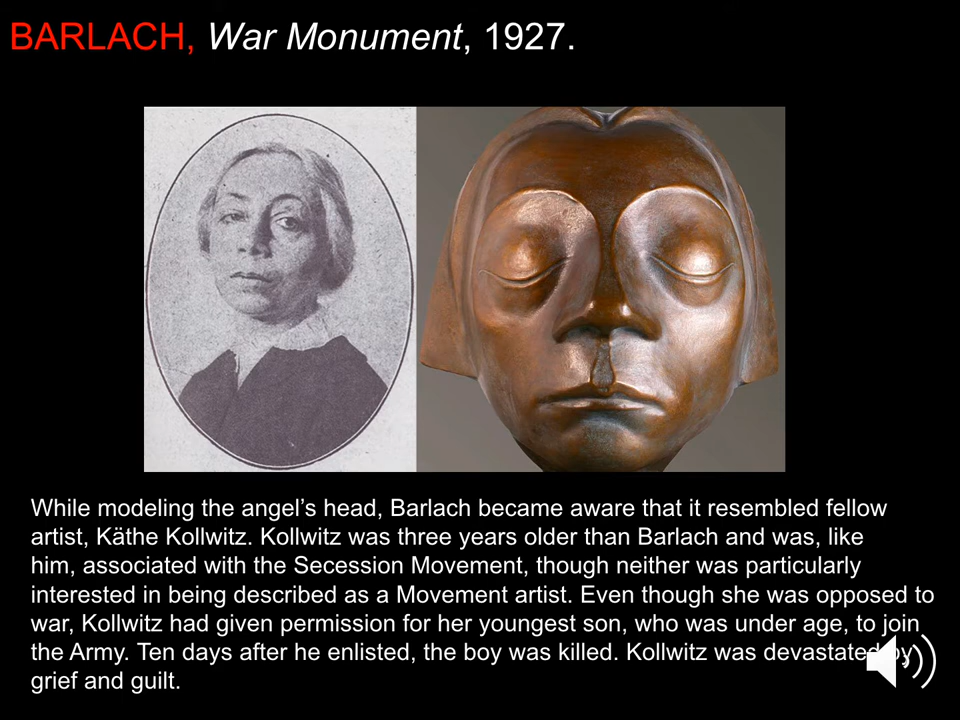 BARLACH, War Monument, 1927.
While modeling the angel’s head, Barlach became aware that it resembled fellow
artist, Käthe Kollwitz. Kollwitz was three years older than Barlach and was, like
him, associated with the Secession Movement, though neither was particularly
interested in being described as a Movement artist. Even though she was opposed to
war, Kollwitz had given permission for her youngest son, who was under age, to join
the Army. Ten days after he enlisted, the boy was killed. Kollwitz was devastated by
grief and guilt.